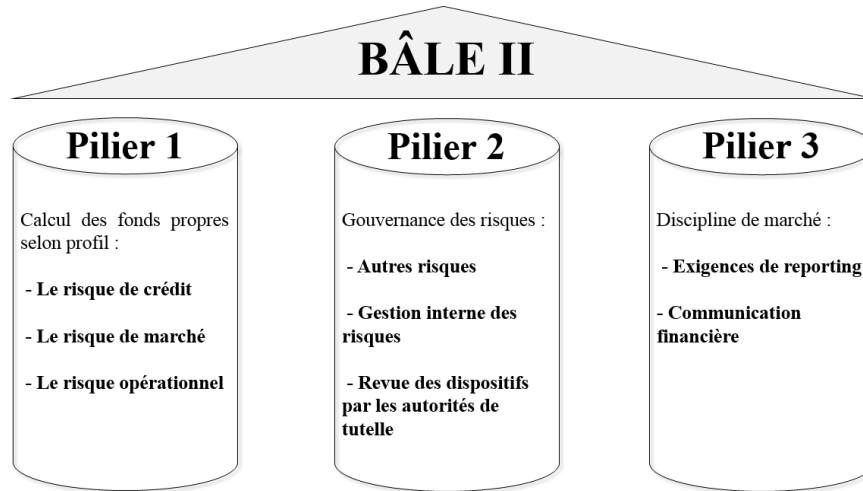 BÂLE II
Pilier 1
Calcul des fonds propres
selon profil :
- Le risque de crédit
- Le risque de marché
- Le risque opérationnel
Pilier 2
Gouvernance des risques :
- Autres risques
- Gestion interne des
risques
- Revue des dispositifs
par les autorités de
tutelle
Pilier 3
Discipline de marché :
- Exigences de reporting
- Communication
financière